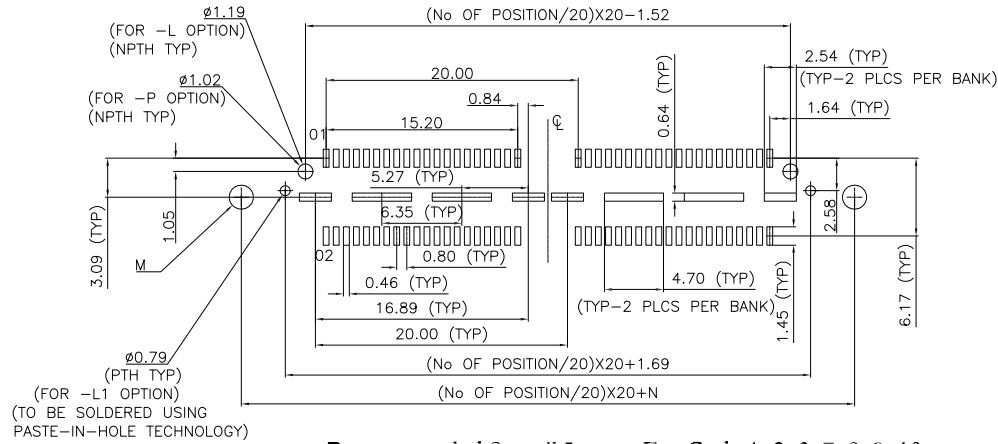 (No OF POSITION/20)X20-1.52
ø1.19
(FOR -L OPTION)
(NPTH TYP)
ø1.02
(FOR -P OPTION)
(NPTH TYP)
20.00
0.84
15.20
01
℄
0.64 (TYP)
2.54 (TYP)
(TYP-2 PLCS PER BANK)
1.64 (TYP)
5.27 (TYP)
6.35 (TYP)
3.09 (TYP)
1.05
M
02
0.80 (TYP)
0.46 (TYP)
16.89 (TYP)
20.00 (TYP)
4.70 (TYP)
(TYP-2 PLCS PER BANK)
1.45 (TYP)
2.58
6.17 (TYP)
ø0.79
(PTH TYP)
(FOR -L1 OPTION)
(TO BE SOLDERED USING
PASTE-IN-HOLE TECHNOLOGY)
(No OF POSITION/20)X20+1.69
(No OF POSITION/20)X20+N